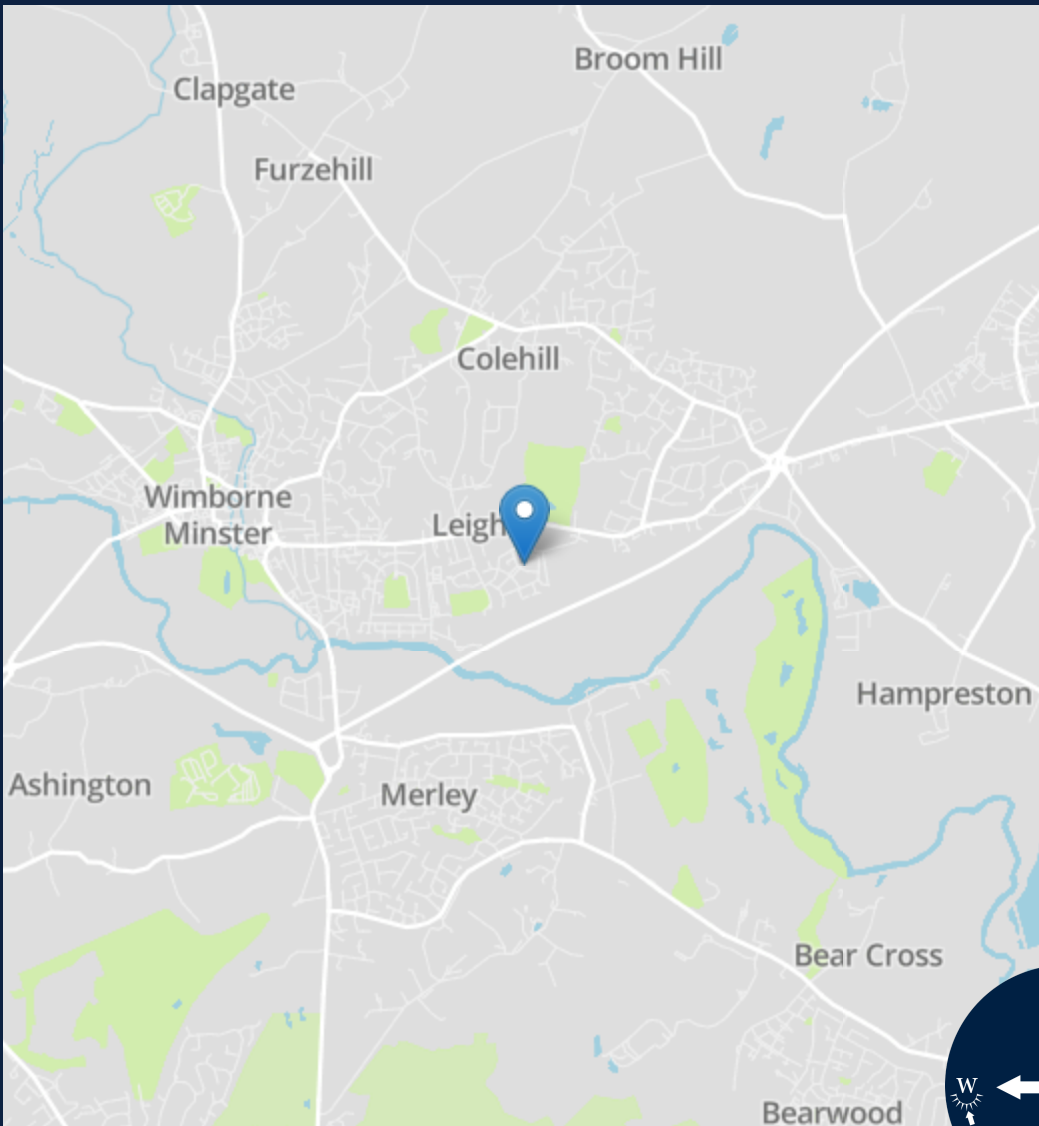 Broom Hill
Clapgate
Furzehill
Colehill
Wimborne
Minster
Leigh
Hampreston
Ashington
Merley
Bear Cross
W
Bearwood